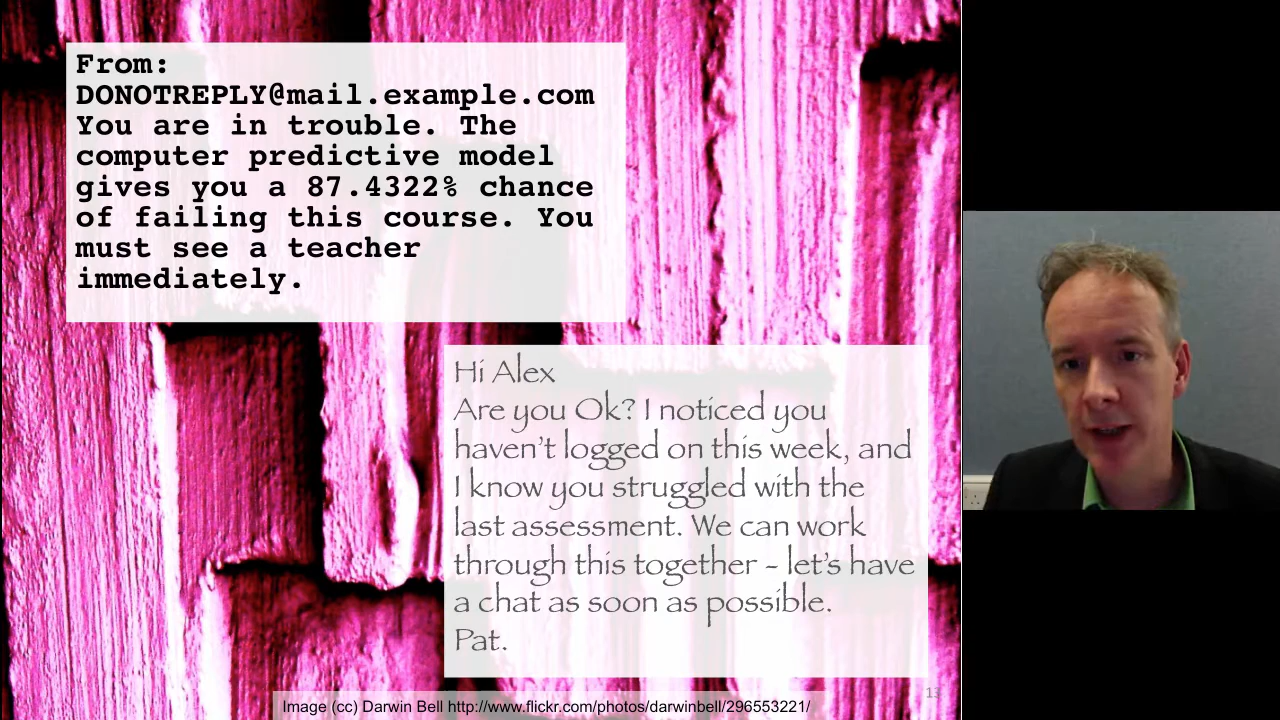 From:
DONOTREPLY@mail.example.com
You are in trouble. The
computer predictive model
gives you a 87.4322% chance
of failing this course. You
must see a teacher
immediately.
Hi Alex
Are you Ok? I noticed you
haven't logged on this week, and
I know you struggled with the
last assessment. We can work
through this together – let's have
a chat as soon as possible.
Pat.
Image (cc) Darwin Bell http://www.flickr.com/photos/darwinbell/296553221/